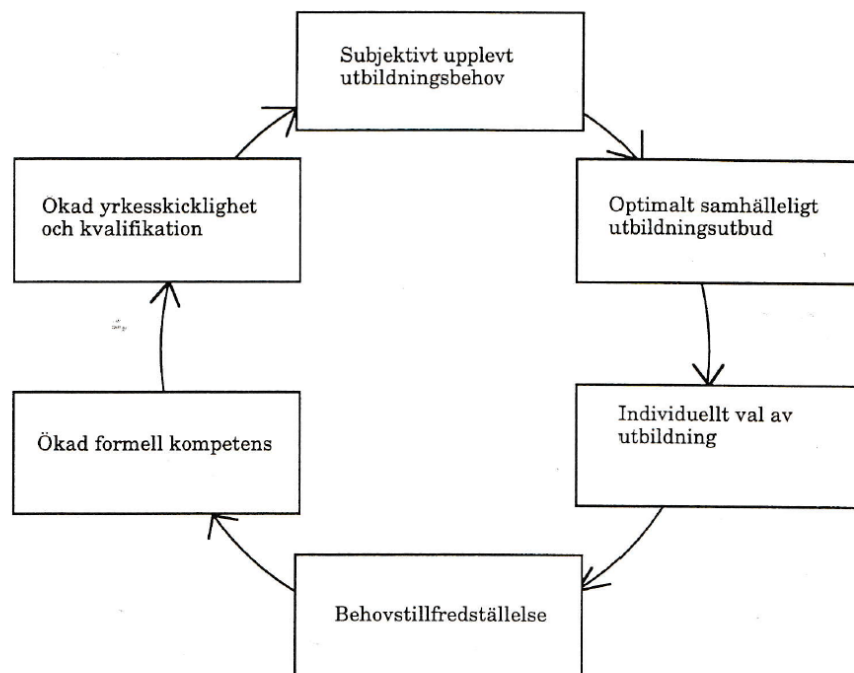 Subjektivt upplevt
utbildningsbehov
Optimalt samhälleligt
utbildningsutbud
Individuellt val av
utbildning
Behovstillfredställelse
Ökad formell kompetens
Ökad yrkesskicklighet
och kvalifikation